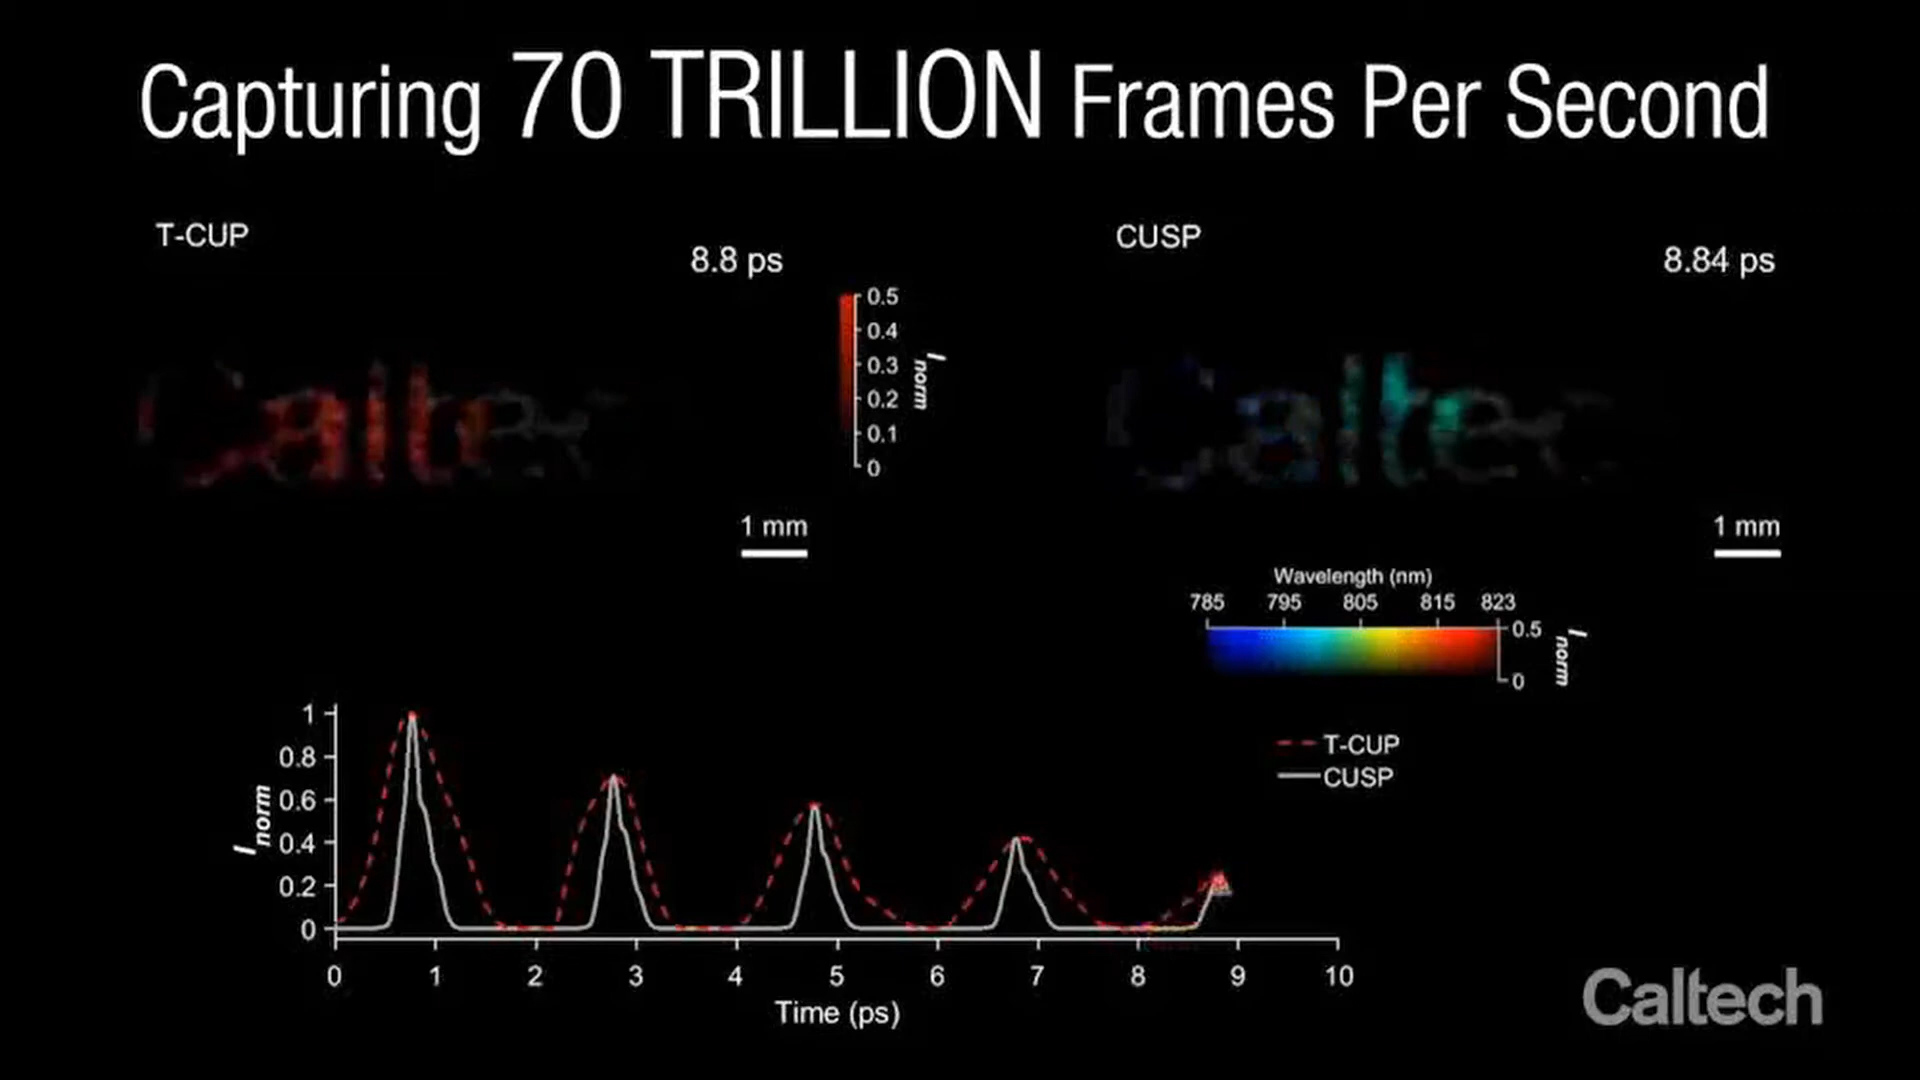 Capturing 70 TRILLION Frames Per Second
T-CUP
8.8 ps
0.5
0.4
0.3
0.2
0.1
0
Inorm
1 mm
CUSP
8.84 ps
1 mm
Wavelength (nm)
785 795 805 815 823
0.5
0
Inorm
T-CUP
CUSP
1
0.8
0.6
0.4
0.2
0
Inorm
0 1 2 3 4 5 6 7 8 9 10
Time (ps)
Caltech